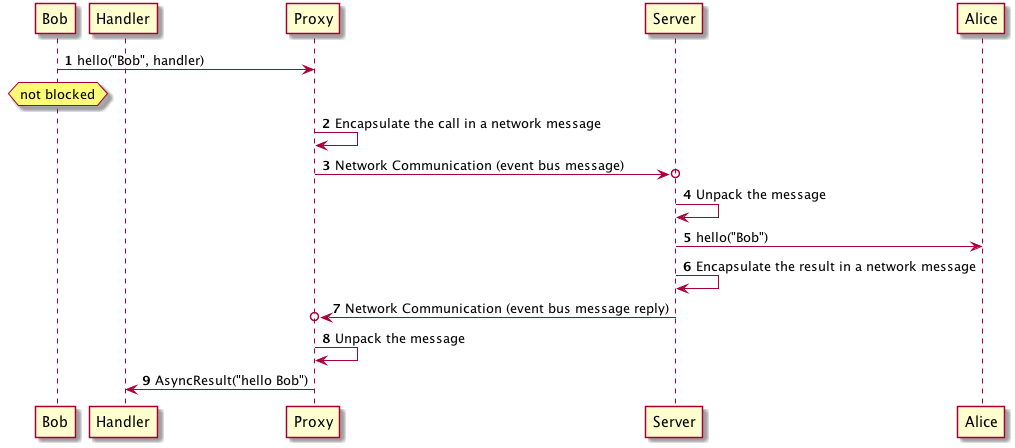 Bob Handler Proxy Server Alice
1 hello("Bob", handler)
not blocked
2 Encapsulate the call in a network message
3 Network Communication (event bus message)
4 Unpack the message
5 hello("Bob")
6 Encapsulate the result in a network message
7 Network Communication (event bus message reply)
8 Unpack the message
9 AsyncResult("hello Bob")
Bob Handler Proxy Server Alice